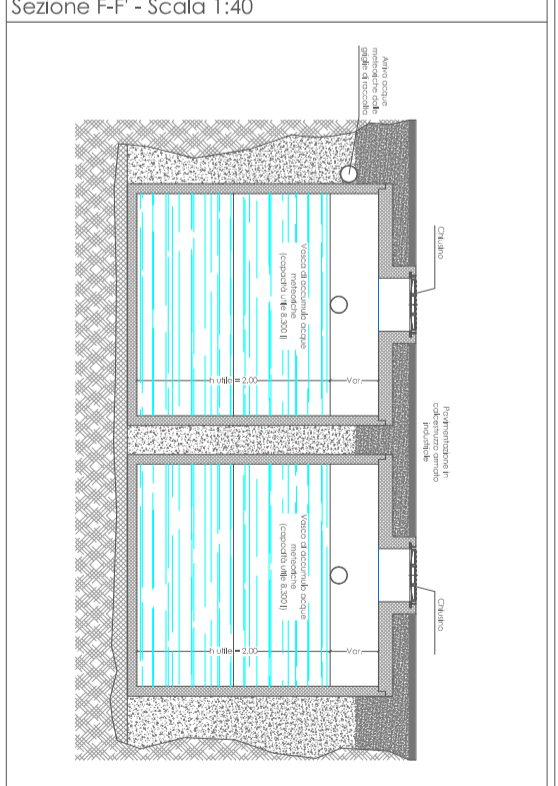 Sezione F-F' - Scala 1:40
Arrivo acque
meteoriche dalle
griglie di raccolta
Chiusino
Vasca di accumulo acque
meteoriche
(capacità utile 8.300 l)
h utile = 2.00
Var.
Pavimentazione in
calcestruzzo armato
industriale
Chiusino
Vasca di accumulo acque
meteoriche
(capacità utile 8.300 l)
h utile = 2.00
Var.